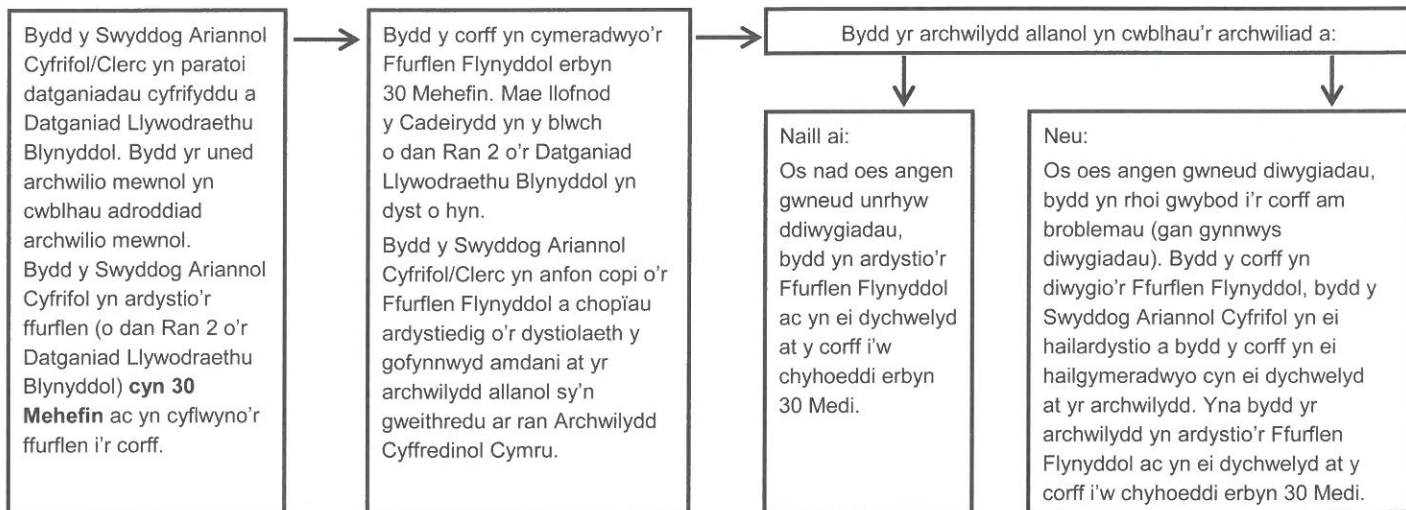 Bydd y Swyddog Ariannol
Cyfrifol/Clerc yn paratoi
datganiadau cyfrifyddu a
Datganiad Llywodraethu
Blynyddol. Bydd yr uned
archwilio mewnol yn
cwblhau adroddiad
archwilio mewnol.
Bydd y Swyddog Ariannol
Cyfrifol yn ardystio'r
ffurflen (o dan Ran 2 o'r
Datganiad Llywodraethu
Blynyddol) cyn 30
Mehefin ac yn cyflwyno'r
ffurflen i'r corff.
Bydd y corff yn cymeradwyo'r
Ffurflen Flynyddol erbyn
30 Mehefin. Mae llofnod
y Cadeirydd yn y blwch
o dan Ran 2 o'r Datganiad
Llywodraethu Blynyddol yn
dyst o hyn.
Bydd y Swyddog Ariannol
Cyfrifol/Clerc yn anfon copi o'r
Ffurflen Flynyddol a chopïau
ardystiedig o'r dystiolaeth y
gofynnwyd amdani at yr
archwilydd allanol sy'n
gweithredu ar ran Archwilydd
Cyffredinol Cymru.
Bydd yr archwilydd allanol yn cwblhau'r archwiliad a:
Naill ai:
Os nad oes angen
gwneud unrhyw
ddiwygiadau,
bydd yn ardystio'r
Ffurflen Flynyddol
ac yn ei dychwelyd
at y corff i'w
chyhoeddi erbyn
30 Medi.
Neu:
Os oes angen gwneud diwygiadau,
bydd yn rhoi gwybod i'r corff am
broblemau (gan gynnwys
diwygiadau). Bydd y corff yn
diwygio'r Ffurflen Flynyddol, bydd y
Swyddog Ariannol Cyfrifol yn ei
hailardystio a bydd y corff yn ei
hailgymeradwyo cyn ei dychwelyd
at yr archwilydd. Yna bydd yr
archwilydd yn ardystio'r Ffurflen
Flynyddol ac yn ei dychwelyd at y
corff i'w chyhoeddi erbyn 30 Medi.